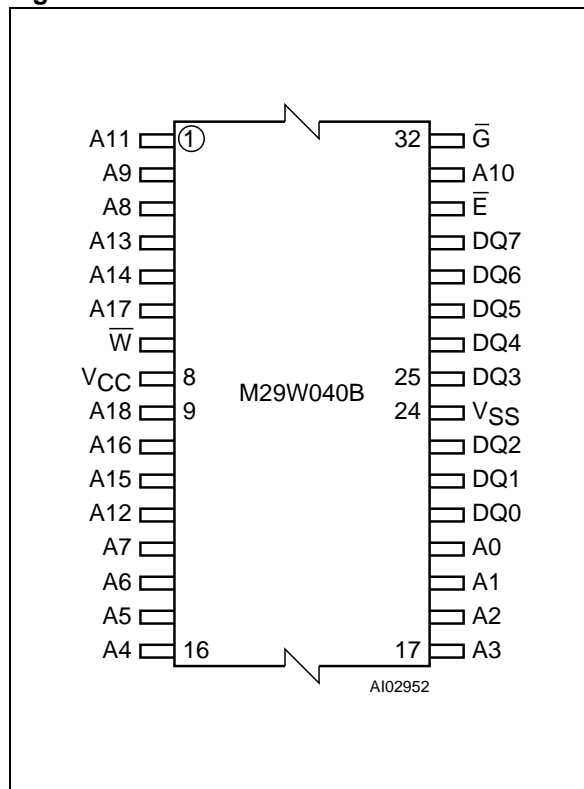 A11 ① 32 G̅
A9 A10
A8 E̅
A13 DQ7
A14 DQ6
A17 DQ5
W̅ DQ4
VCC 8 25 DQ3
M29W040B
A18 9 24 VSS
A16 DQ2
A15 DQ1
A12 DQ0
A7 A0
A6 A1
A5 A2
A4 16 17 A3
AI02952